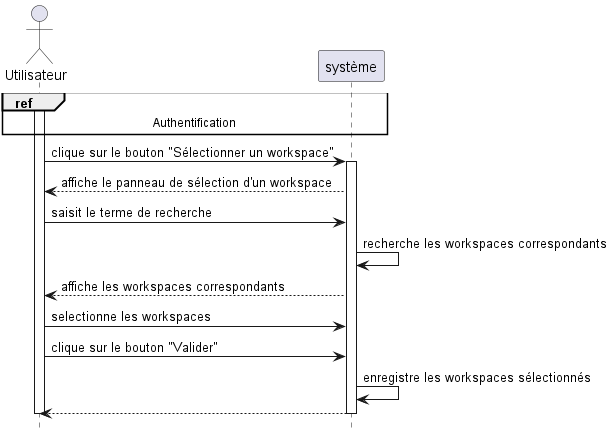 Utilisateur
système
ref
Authentification
clique sur le bouton "Sélectionner un workspace"
affiche le panneau de sélection d'un workspace
saisit le terme de recherche
recherche les workspaces correspondants
affiche les workspaces correspondants
selectionne les workspaces
clique sur le bouton "Valider"
enregistre les workspaces sélectionnés